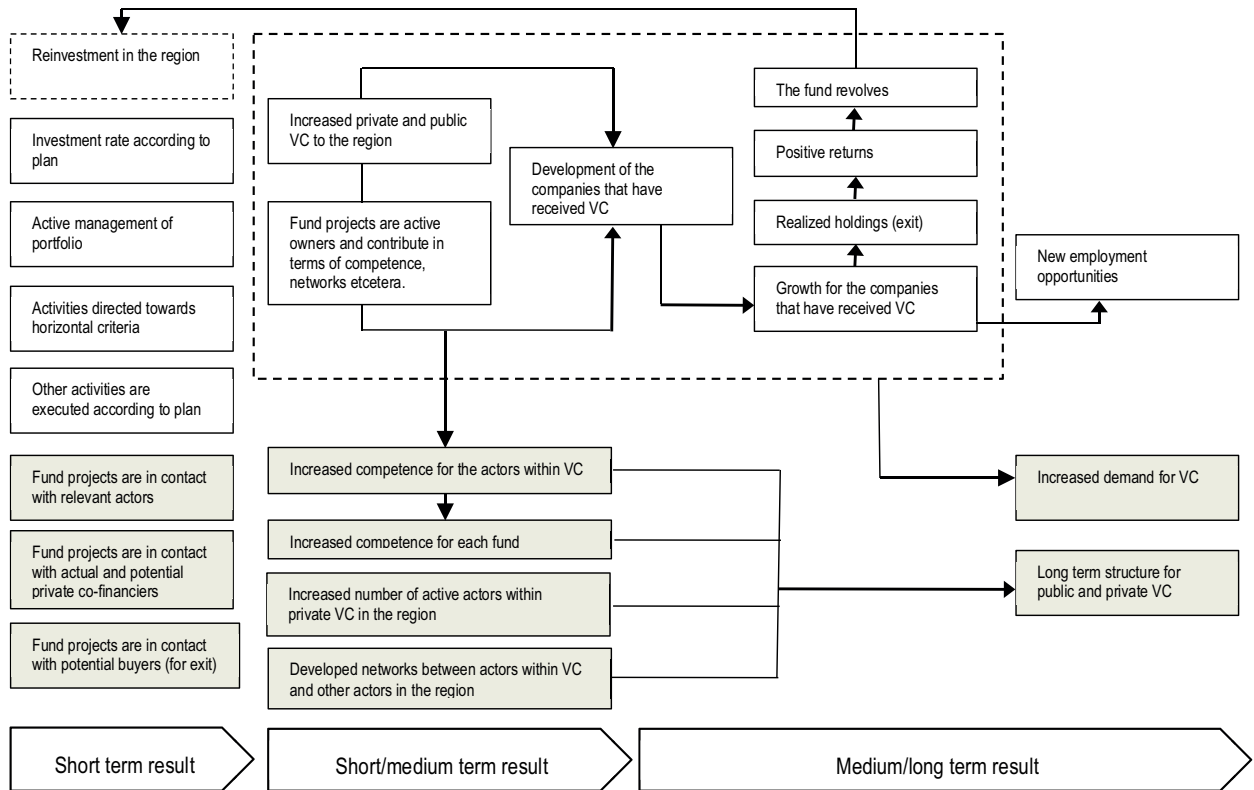 Reinvestment in the region
Investment rate according to
plan
Active management of
portfolio
Activities directed towards
horizontal criteria
Other activities are
executed according to plan
Fund projects are in contact
with relevant actors
Fund projects are in contact
with actual and potential
private co-financiers
Fund projects are in contact
with potential buyers (for exit)
Increased private and public
VC to the region
Fund projects are active
owners and contribute in
terms of competence,
networks etcetera.
Development of the
companies that have
received VC
The fund revolves
Positive returns
Realized holdings (exit)
Growth for the companies
that have received VC
New employment
opportunities
Increased competence for the actors within VC
Increased competence for each fund
Increased number of active actors within
private VC in the region
Developed networks between actors within VC
and other actors in the region
Increased demand for VC
Long term structure for
public and private VC
Short term result
Short/medium term result
Medium/long term result